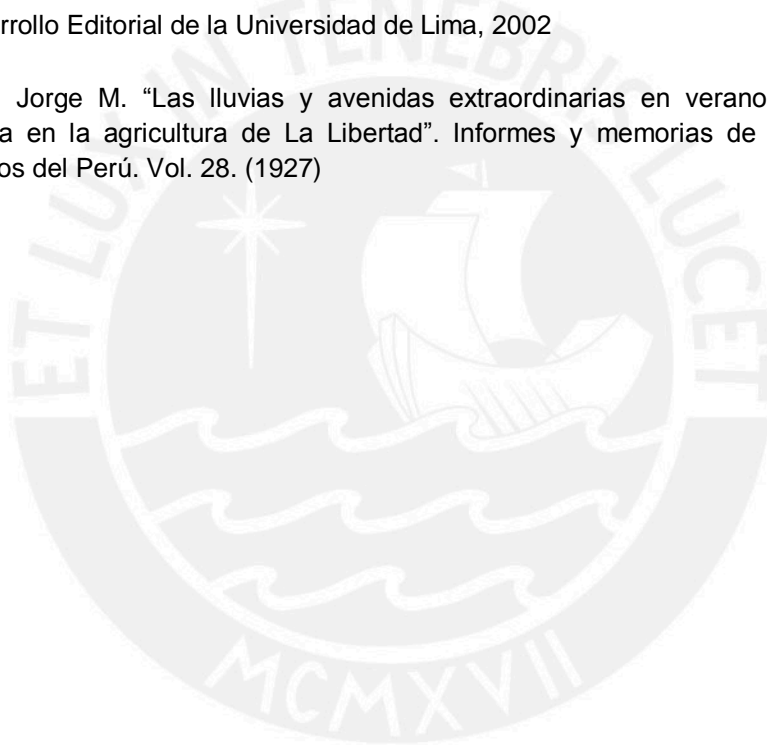 rrollo Editorial de la Universidad de Lima, 2002
Jorge M. “Las lluvias y avenidas extraordinarias en verano
a en la agricultura de La Libertad”. Informes y memorias de
os del Perú. Vol. 28. (1927)
ET LUX IN TENEBRIS LUCET
MCMXVII